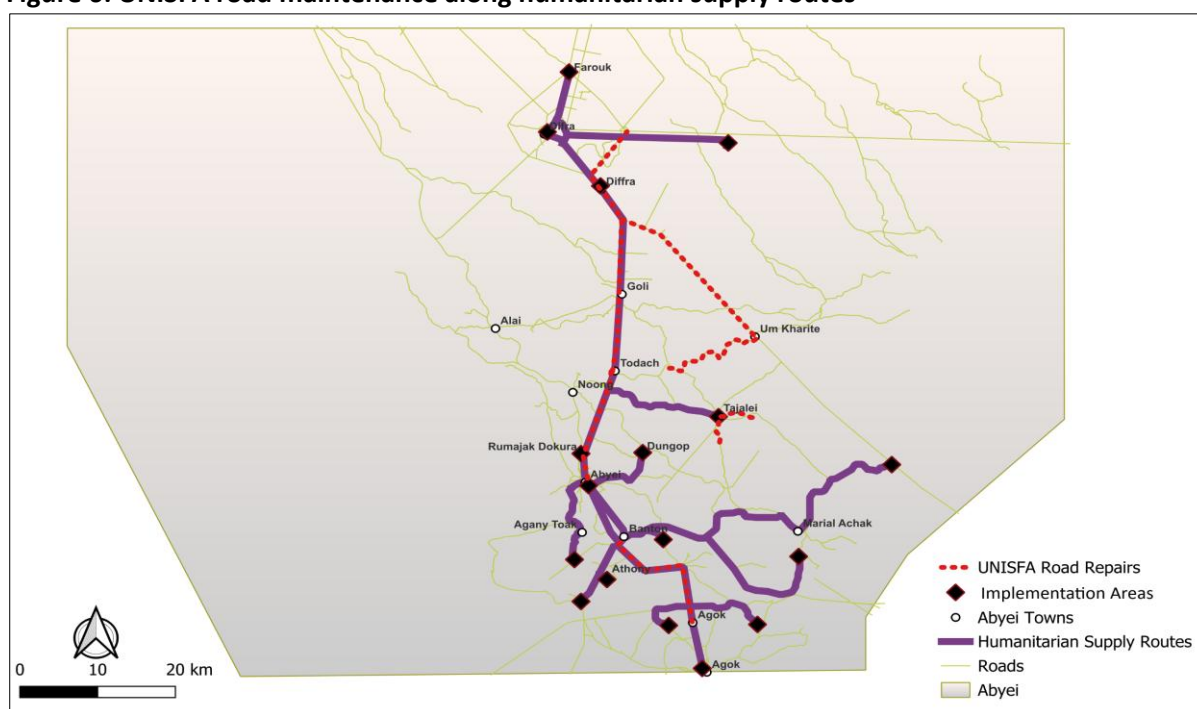 Farouk
Diffra
Goli
Alai
Um Kharite
Todach
Noong
Tajalei
Rumajak Dokura
Dungop
Abyei
Agany Toak
Banton
Marial Achak
Athony
Agok
Agok
UNISFA Road Repairs
Implementation Areas
Abyei Towns
Humanitarian Supply Routes
Roads
Abyei
0 10 20 km